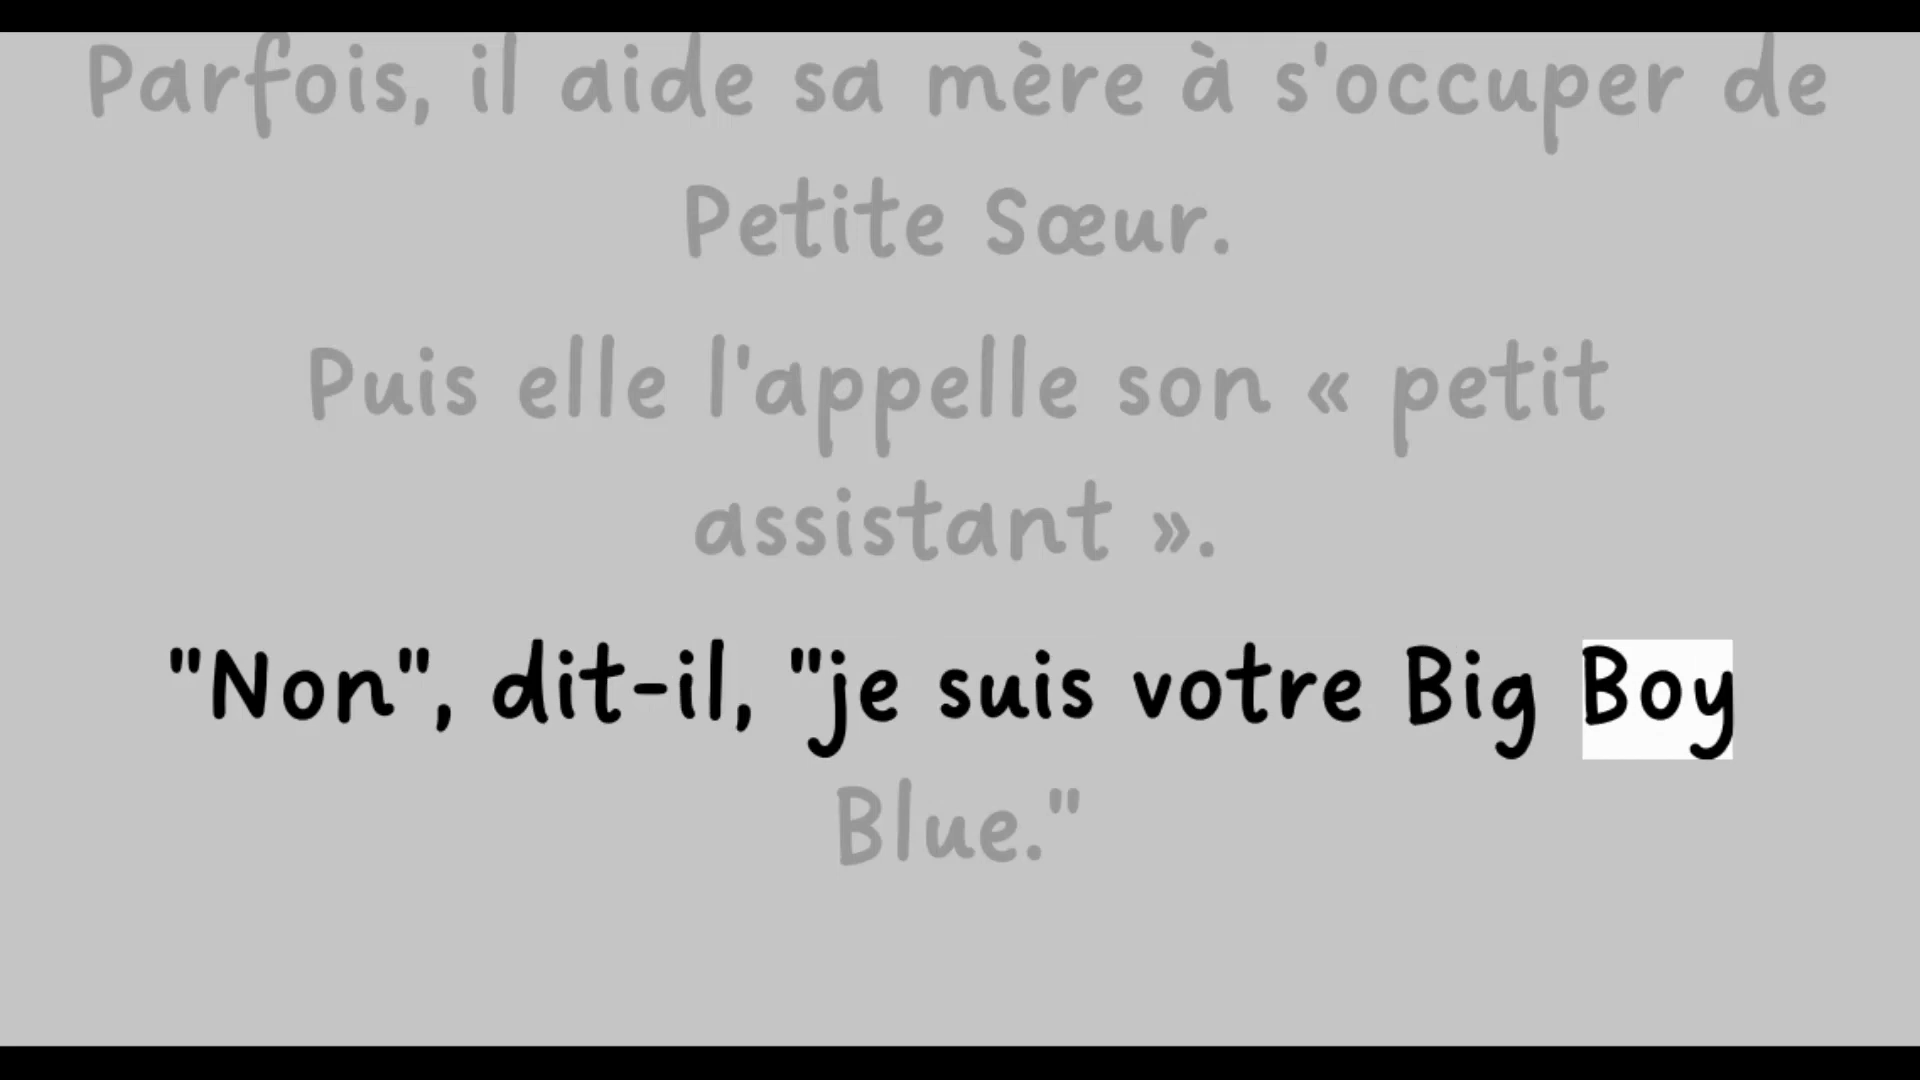 Parfois, il aide sa mère à s'occuper de
Petite Sœur.
Puis elle l'appelle son « petit
assistant ».
"Non", dit-il, "je suis votre Big Boy
Blue."